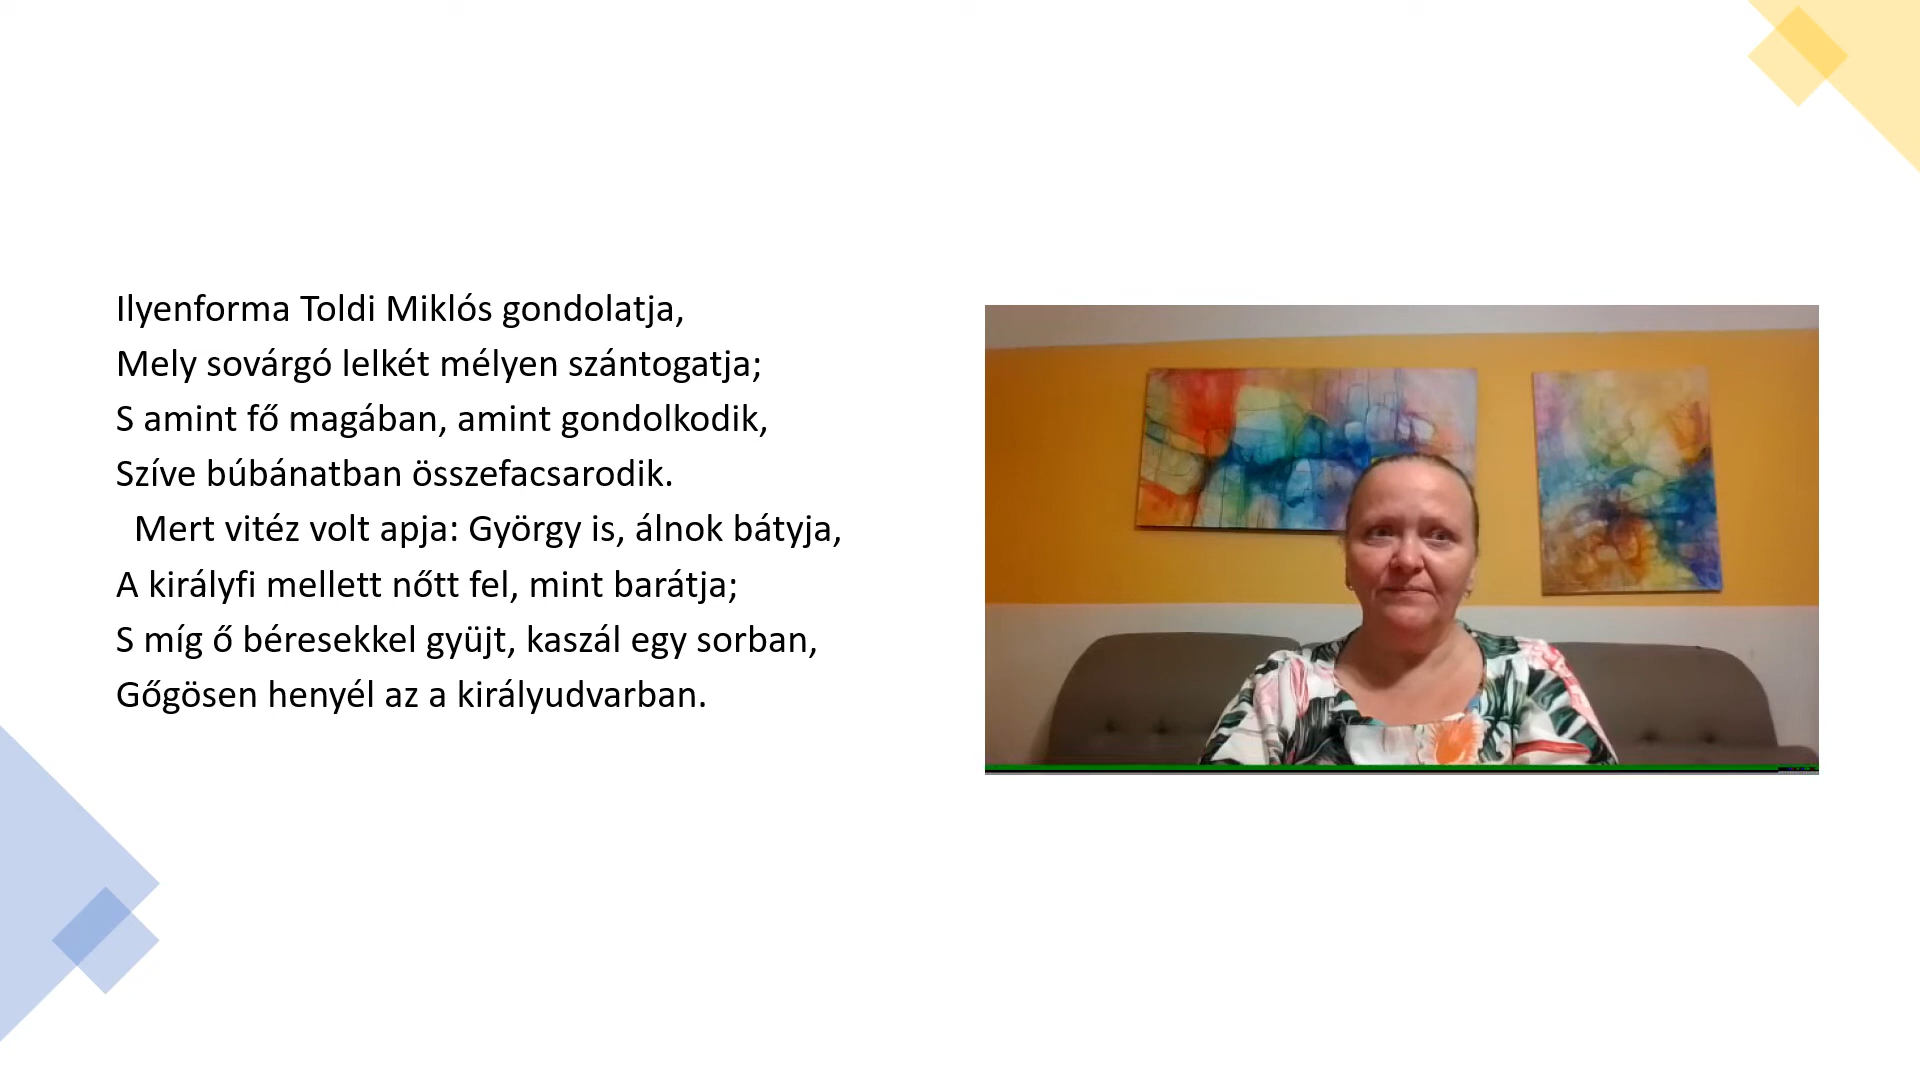 Ilyenforma Toldi Miklós gondolatja,
Mely sovárgó lelkét mélyen szántogatja;
S amint fő magában, amint gondolkodik,
Szíve búbánatban összefacsarodik.
Mert vitéz volt apja: György is, álnok bátyja,
A királyfi mellett nőtt fel, mint barátja;
S míg ő béresekkel gyüjt, kaszál egy sorban,
Gőgösen henyél az a királyudvarban.